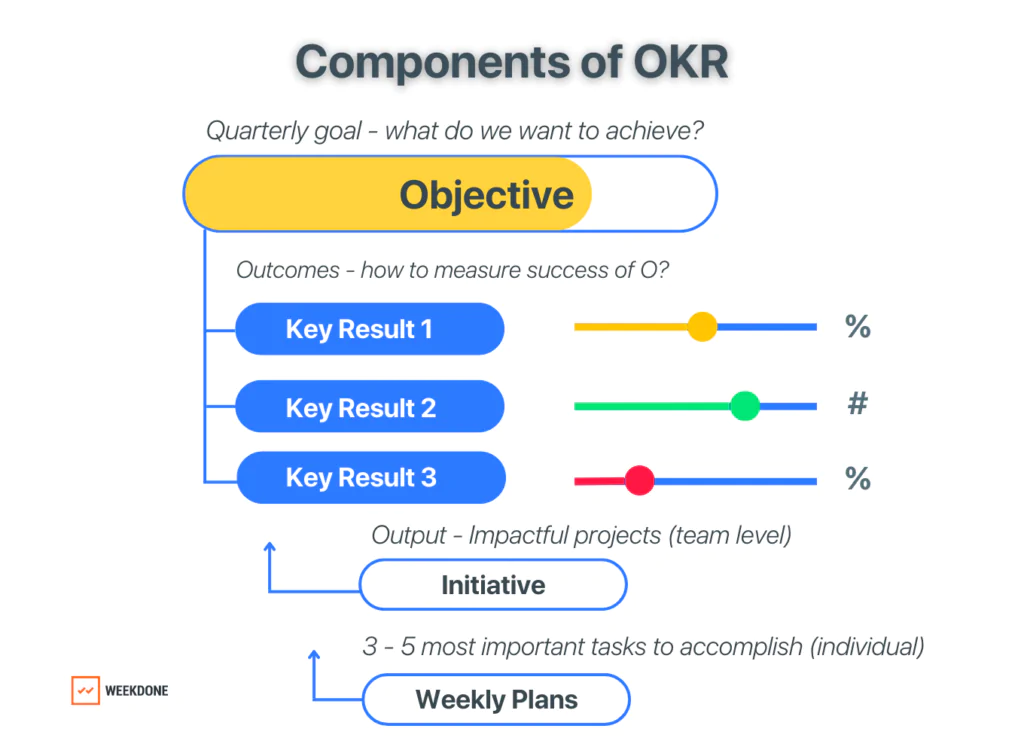 Components of OKR
Quarterly goal - what do we want to achieve?
Objective
Outcomes - how to measure success of O?
Key Result 1
%
Key Result 2
#
Key Result 3
%
Output - Impactful projects (team level)
Initiative
3 - 5 most important tasks to accomplish (individual)
Weekly Plans
WEEKDONE